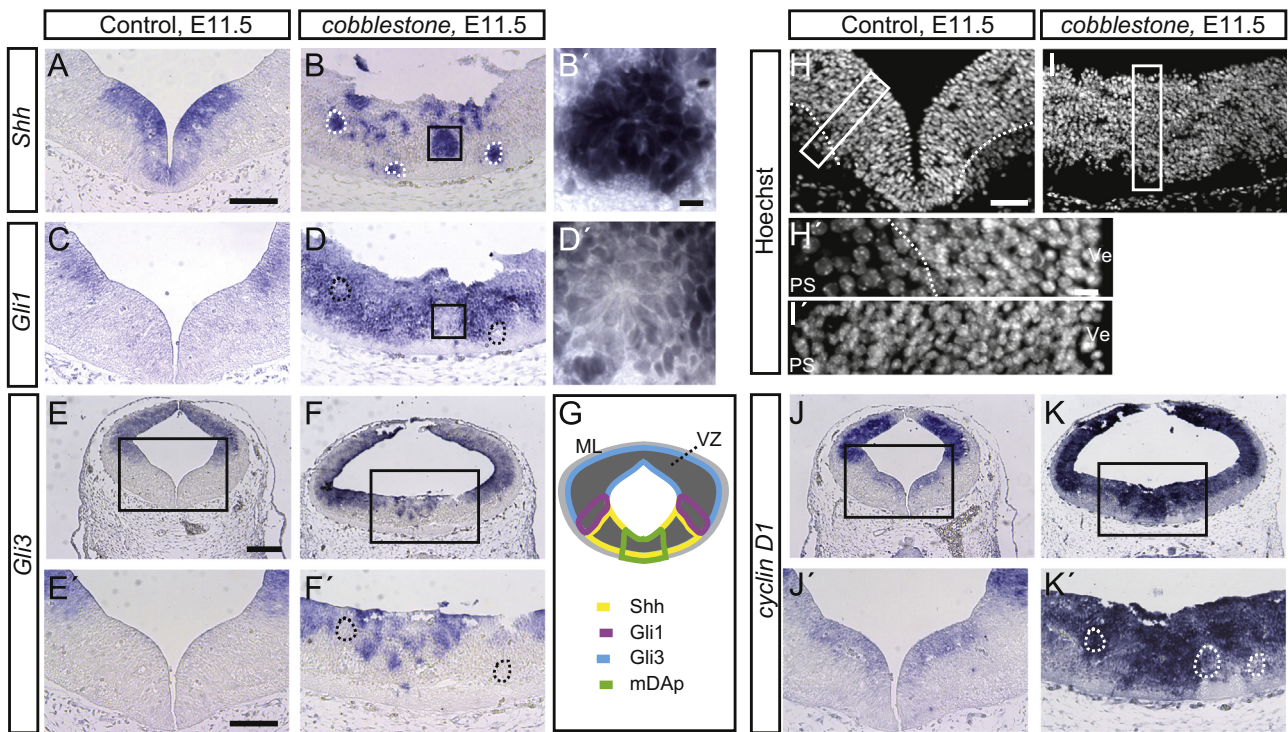 Control, E11.5
cobblestone, E11.5
Control, E11.5
cobblestone, E11.5
Shh
A
B
B´
Hoechst
H
I
Gli1
C
D
D´
H´
PS
Ve
I´
PS
Ve
Gli3
E
F
G
ML
VZ
Shh
Gli1
Gli3
mDAp
E´
F´
cyclin D1
J
K
J´
K´